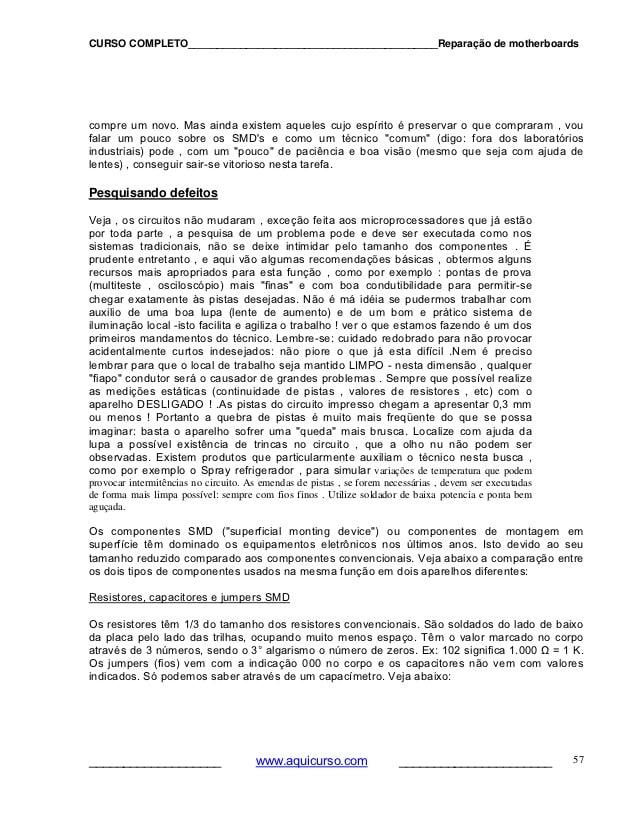 CURSO COMPLETO__________________________________________Reparação de motherboards
compre um novo. Mas ainda existem aqueles cujo espírito é preservar o que compraram , vou
falar um pouco sobre os SMD's e como um técnico "comum" (digo: fora dos laboratórios
industriais) pode , com um "pouco" de paciência e boa visão (mesmo que seja com ajuda de
lentes) , conseguir sair-se vitorioso nesta tarefa.
Pesquisando defeitos
Veja , os circuitos não mudaram , exceção feita aos microprocessadores que já estão
por toda parte , a pesquisa de um problema pode e deve ser executada como nos
sistemas tradicionais, não se deixe intimidar pelo tamanho dos componentes . É
prudente entretanto , e aqui vão algumas recomendações básicas , obtermos alguns
recursos mais apropriados para esta função , como por exemplo : pontas de prova
(multiteste , osciloscópio) mais "finas" e com boa condutibilidade para permitir-se
chegar exatamente às pistas desejadas. Não é má idéia se pudermos trabalhar com
auxilio de uma boa lupa (lente de aumento) e de um bom e prático sistema de
iluminação local -isto facilita e agiliza o trabalho ! ver o que estamos fazendo é um dos
primeiros mandamentos do técnico. Lembre-se: cuidado redobrado para não provocar
acidentalmente curtos indesejados: não piore o que já esta difícil .Nem é preciso
lembrar para que o local de trabalho seja mantido LIMPO - nesta dimensão , qualquer
"fiapo" condutor será o causador de grandes problemas . Sempre que possível realize
as medições estáticas (continuidade de pistas , valores de resistores , etc) com o
aparelho DESLIGADO ! .As pistas do circuito impresso chegam a apresentar 0,3 mm
ou menos ! Portanto a quebra de pistas é muito mais freqüente do que se possa
imaginar: basta o aparelho sofrer uma "queda" mais brusca. Localize com ajuda da
lupa a possível existência de trincas no circuito , que a olho nu não podem ser
observadas. Existem produtos que particularmente auxiliam o técnico nesta busca ,
como por exemplo o Spray refrigerador , para simular variações de temperatura que podem
provocar intermitências no circuito. As emendas de pistas , se forem necessárias , devem ser executadas
de forma mais limpa possível: sempre com fios finos . Utilize soldador de baixa potencia e ponta bem
aguçada.
Os componentes SMD ("superficial monting device") ou componentes de montagem em
superfície têm dominado os equipamentos eletrônicos nos últimos anos. Isto devido ao seu
tamanho reduzido comparado aos componentes convencionais. Veja abaixo a comparação entre
os dois tipos de componentes usados na mesma função em dois aparelhos diferentes:
Resistores, capacitores e jumpers SMD
Os resistores têm 1/3 do tamanho dos resistores convencionais. São soldados do lado de baixo
da placa pelo lado das trilhas, ocupando muito menos espaço. Têm o valor marcado no corpo
através de 3 números, sendo o 3° algarismo o número de zeros. Ex: 102 significa 1.000 Ω = 1 K.
Os jumpers (fios) vem com a indicação 000 no corpo e os capacitores não vem com valores
indicados. Só podemos saber através de um capacímetro. Veja abaixo:
____________________ www.aquicurso.com _______________________ 57